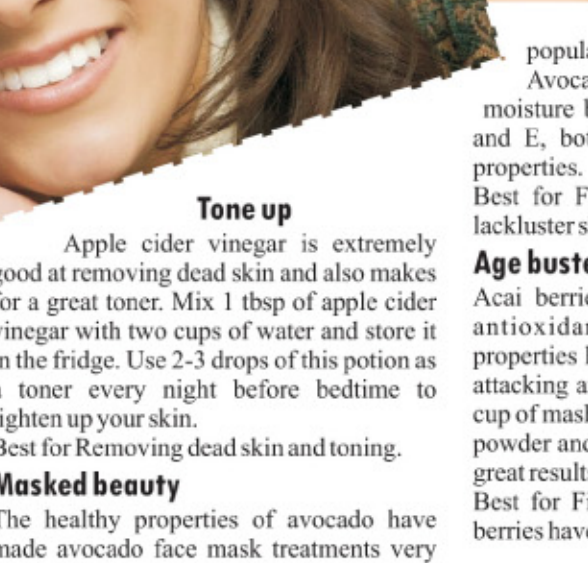 Tone up
Apple cider vinegar is extremely
good at removing dead skin and also makes
for a great toner. Mix 1 tbsp of apple cider
vinegar with two cups of water and store it
in the fridge. Use 2-3 drops of this potion as
a toner every night before bedtime to
tighten up your skin.
Best for Removing dead skin and toning.
Masked beauty
The healthy properties of avocado have
made avocado face mask treatments very
moisture
and E,
properties.
Best for
Age
Acai
properties
attacking
cup of
powder
great
Best for
berries